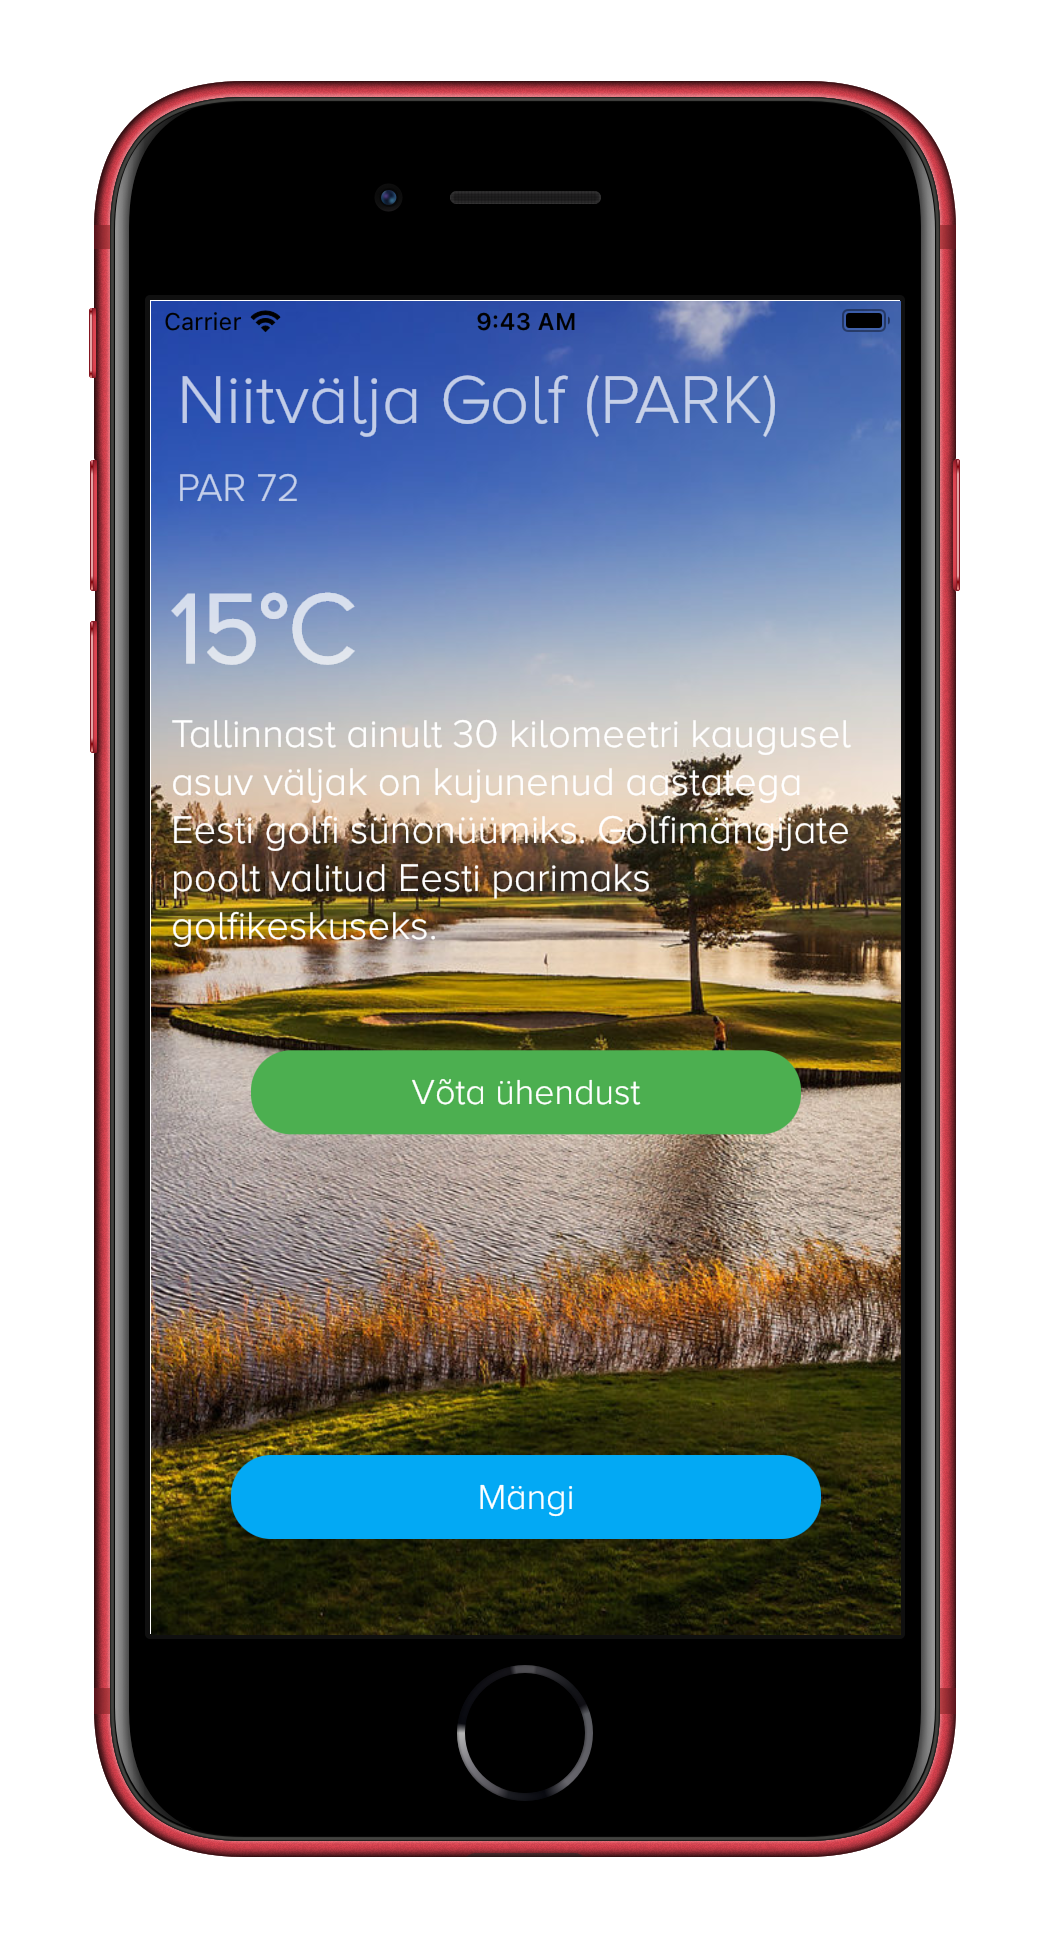 Carrier 9:43 AM
Niitvälja Golf (PARK)
PAR 72
15°C
Tallinnast ainult 30 kilomeetri kaugusel
asuv väljak on kujunenud aastatega
Eesti golfi sünonüümiks. Golfimängijate
poolt valitud Eesti parimaks
golfikeskuseks.
Võta ühendust
Mängi